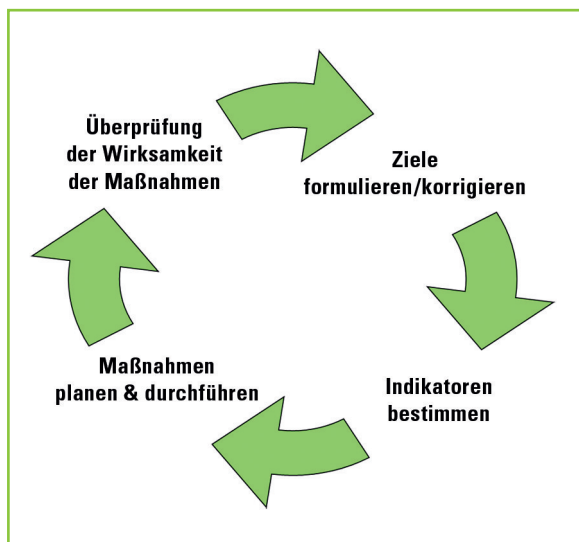 Überprüfung
der Wirksamkeit
der Maßnahmen
Ziele
formulieren/korrigieren
Indikatoren
bestimmen
Maßnahmen
planen & durchführen